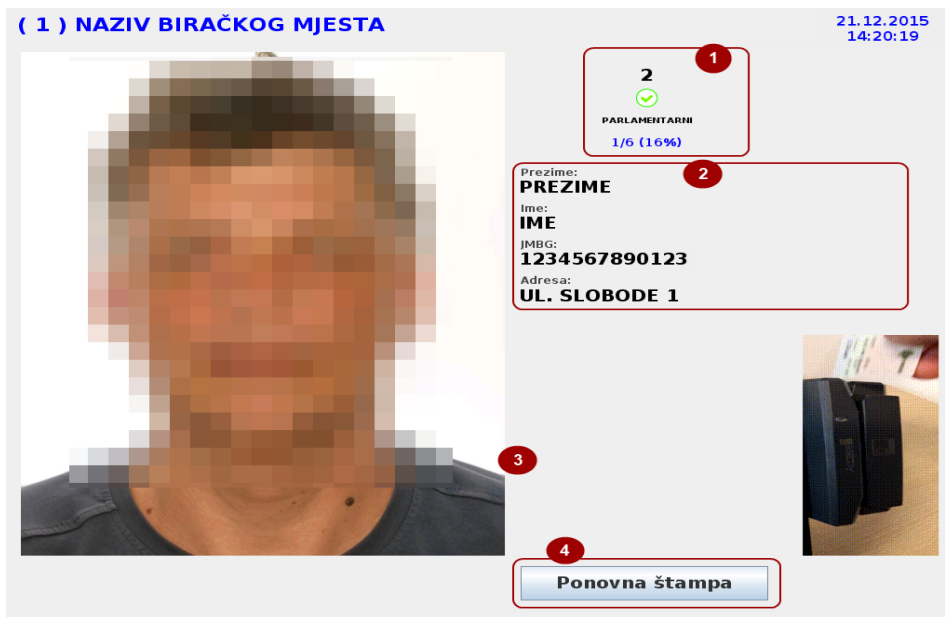 ( 1 ) NAZIV BIRAČKOG MJESTA
21.12.2015
14:20:19
1
2
PARLAMENTARNI
1/6 (16%)
2
Prezime:
PREZIME
Ime:
IME
JMBG:
1234567890123
Adresa:
UL. SLOBODE 1
3
4
Ponovna štampa